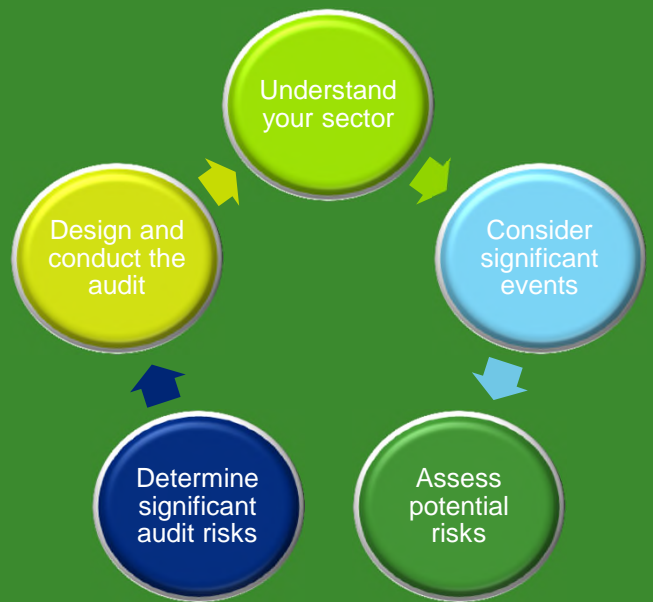 Understand
your sector
Consider
significant
events
Assess
potential
risks
Determine
significant
audit risks
Design and
conduct the
audit